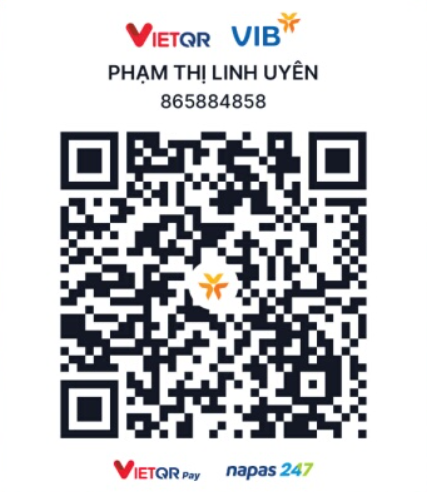 VIETQR VIB
PHẠM THỊ LINH UYÊN
865884858
VIETQR Pay napas 247